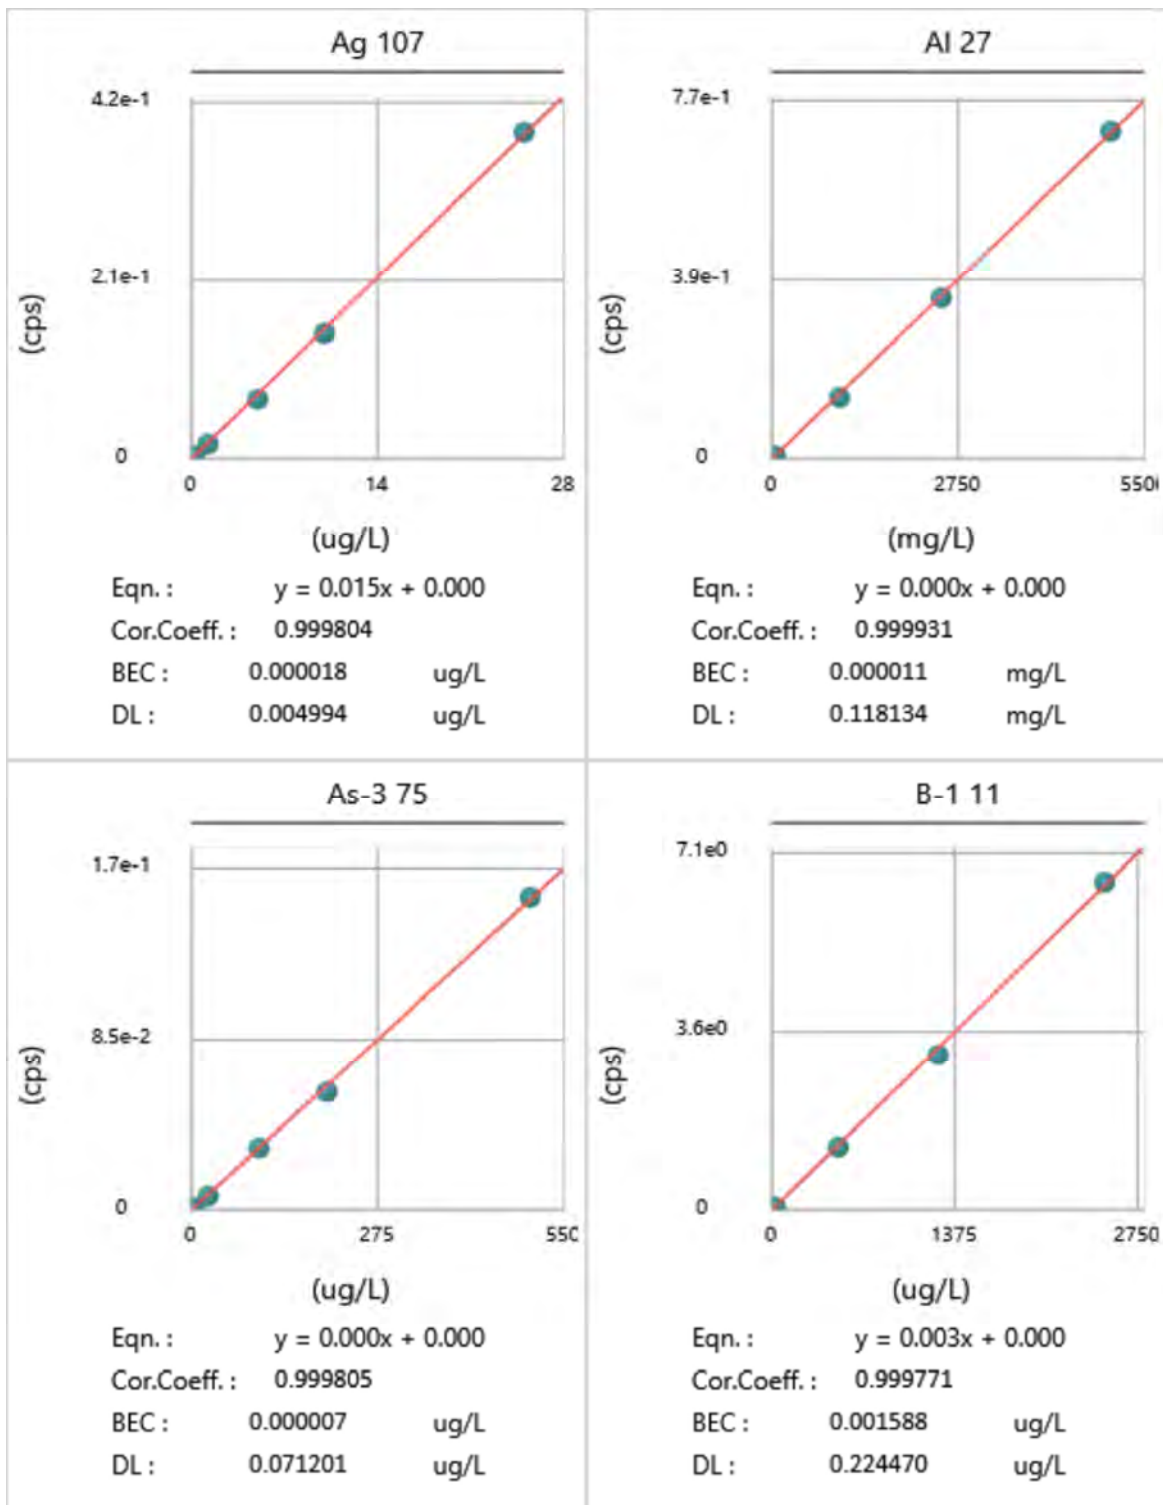 Ag 107
4.2e-1
2.1e-1
0
(cps)
0 14 28
(ug/L)
Eqn. : y = 0.015x + 0.000
Cor.Coeff. : 0.999804
BEC : 0.000018 ug/L
DL : 0.004994 ug/L
Al 27
7.7e-1
3.9e-1
0
(cps)
0 2750 550
(mg/L)
Eqn. : y = 0.000x + 0.000
Cor.Coeff. : 0.999931
BEC : 0.000011 mg/L
DL : 0.118134 mg/L
As-3 75
1.7e-1
8.5e-2
0
(cps)
0 275 550
(ug/L)
Eqn. : y = 0.000x + 0.000
Cor.Coeff. : 0.999805
BEC : 0.000007 ug/L
DL : 0.071201 ug/L
B-1 11
7.1e0
3.6e0
0
(cps)
0 1375 2750
(ug/L)
Eqn. : y = 0.003x + 0.000
Cor.Coeff. : 0.999771
BEC : 0.001588 ug/L
DL : 0.224470 ug/L